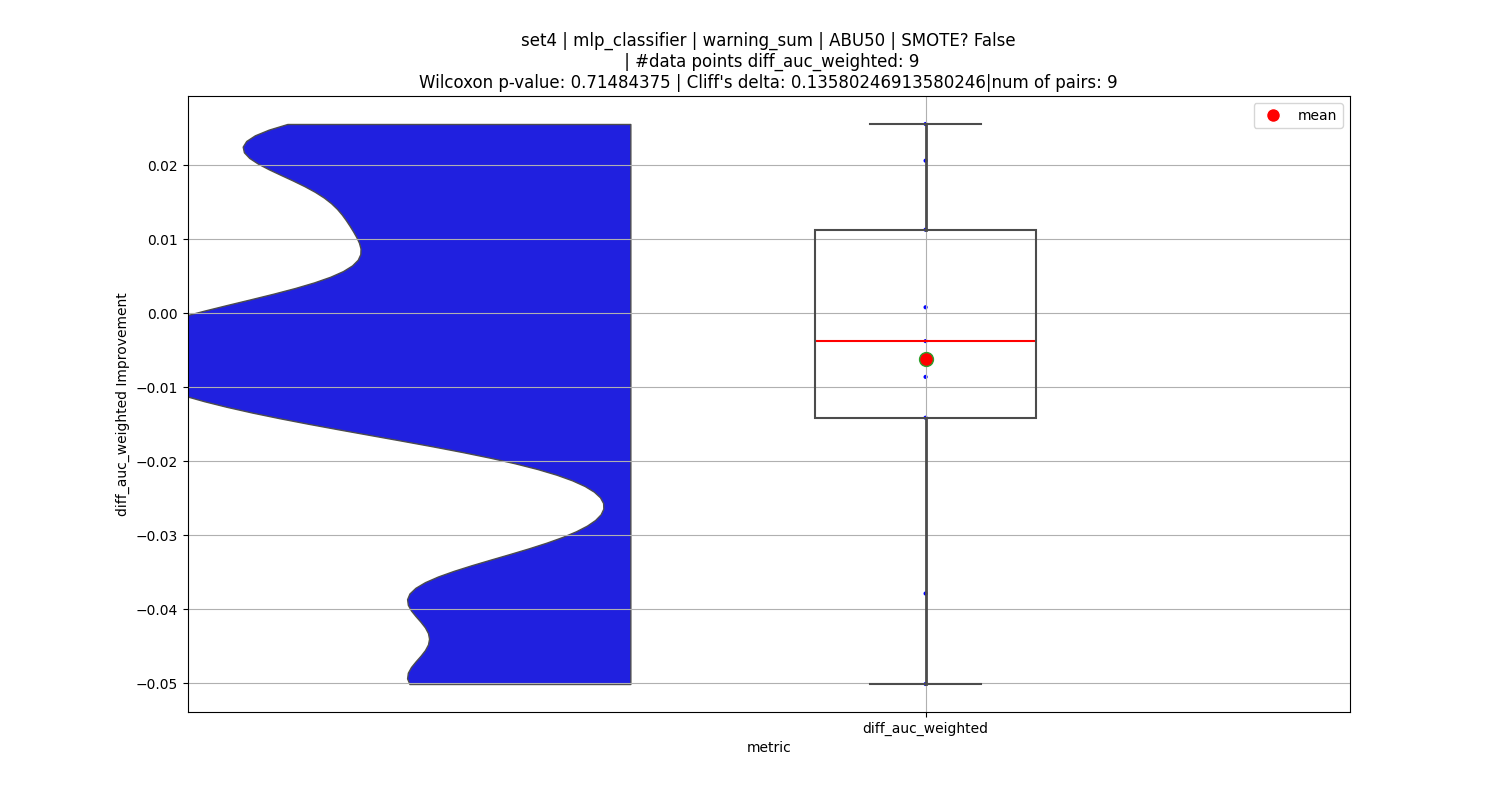 set4 | mlp_classifier | warning_sum | ABU50 | SMOTE? False
| #data points diff_auc_weighted: 9
Wilcoxon p-value: 0.71484375 | Cliff's delta: 0.13580246913580246|num of pairs: 9
mean
0.02
0.01
0.00
−0.01
−0.02
−0.03
−0.04
−0.05
diff_auc_weighted Improvement
diff_auc_weighted
metric